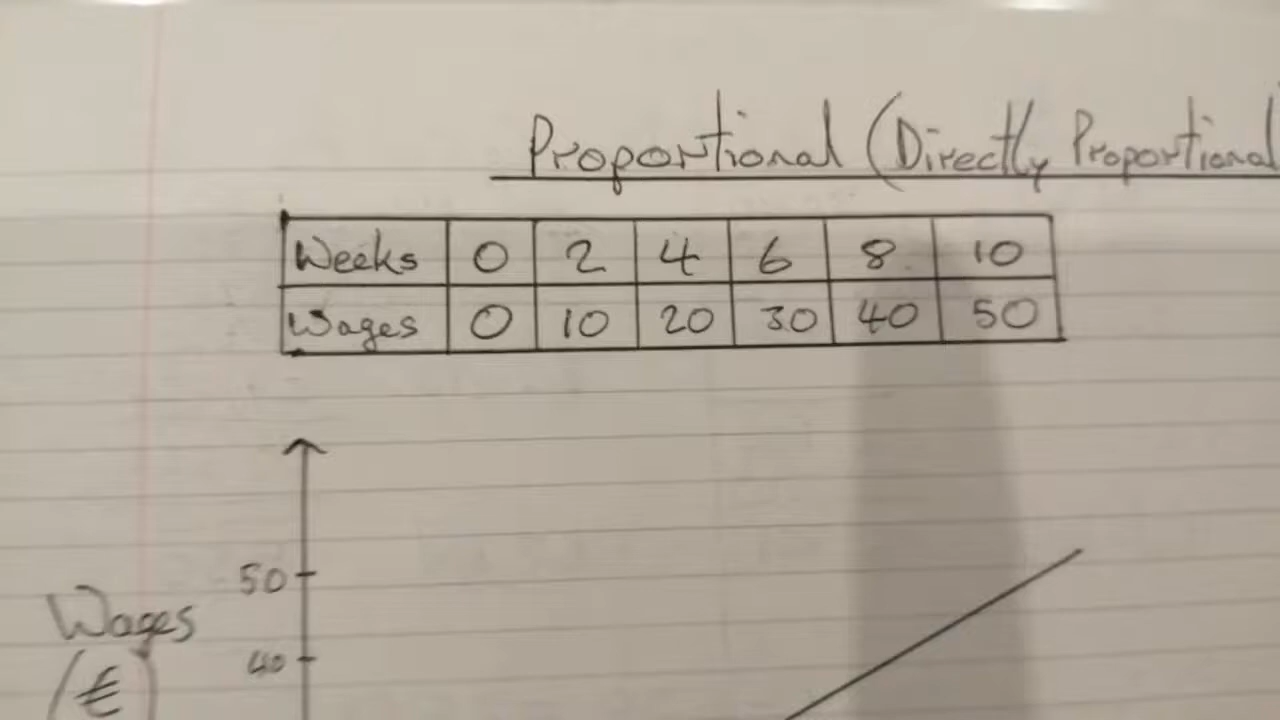 Proportional (Directly Proportional
Weeks 0 2 4 6 8 10
Wages 0 10 20 30 40 50
50
Wages
40
(€)